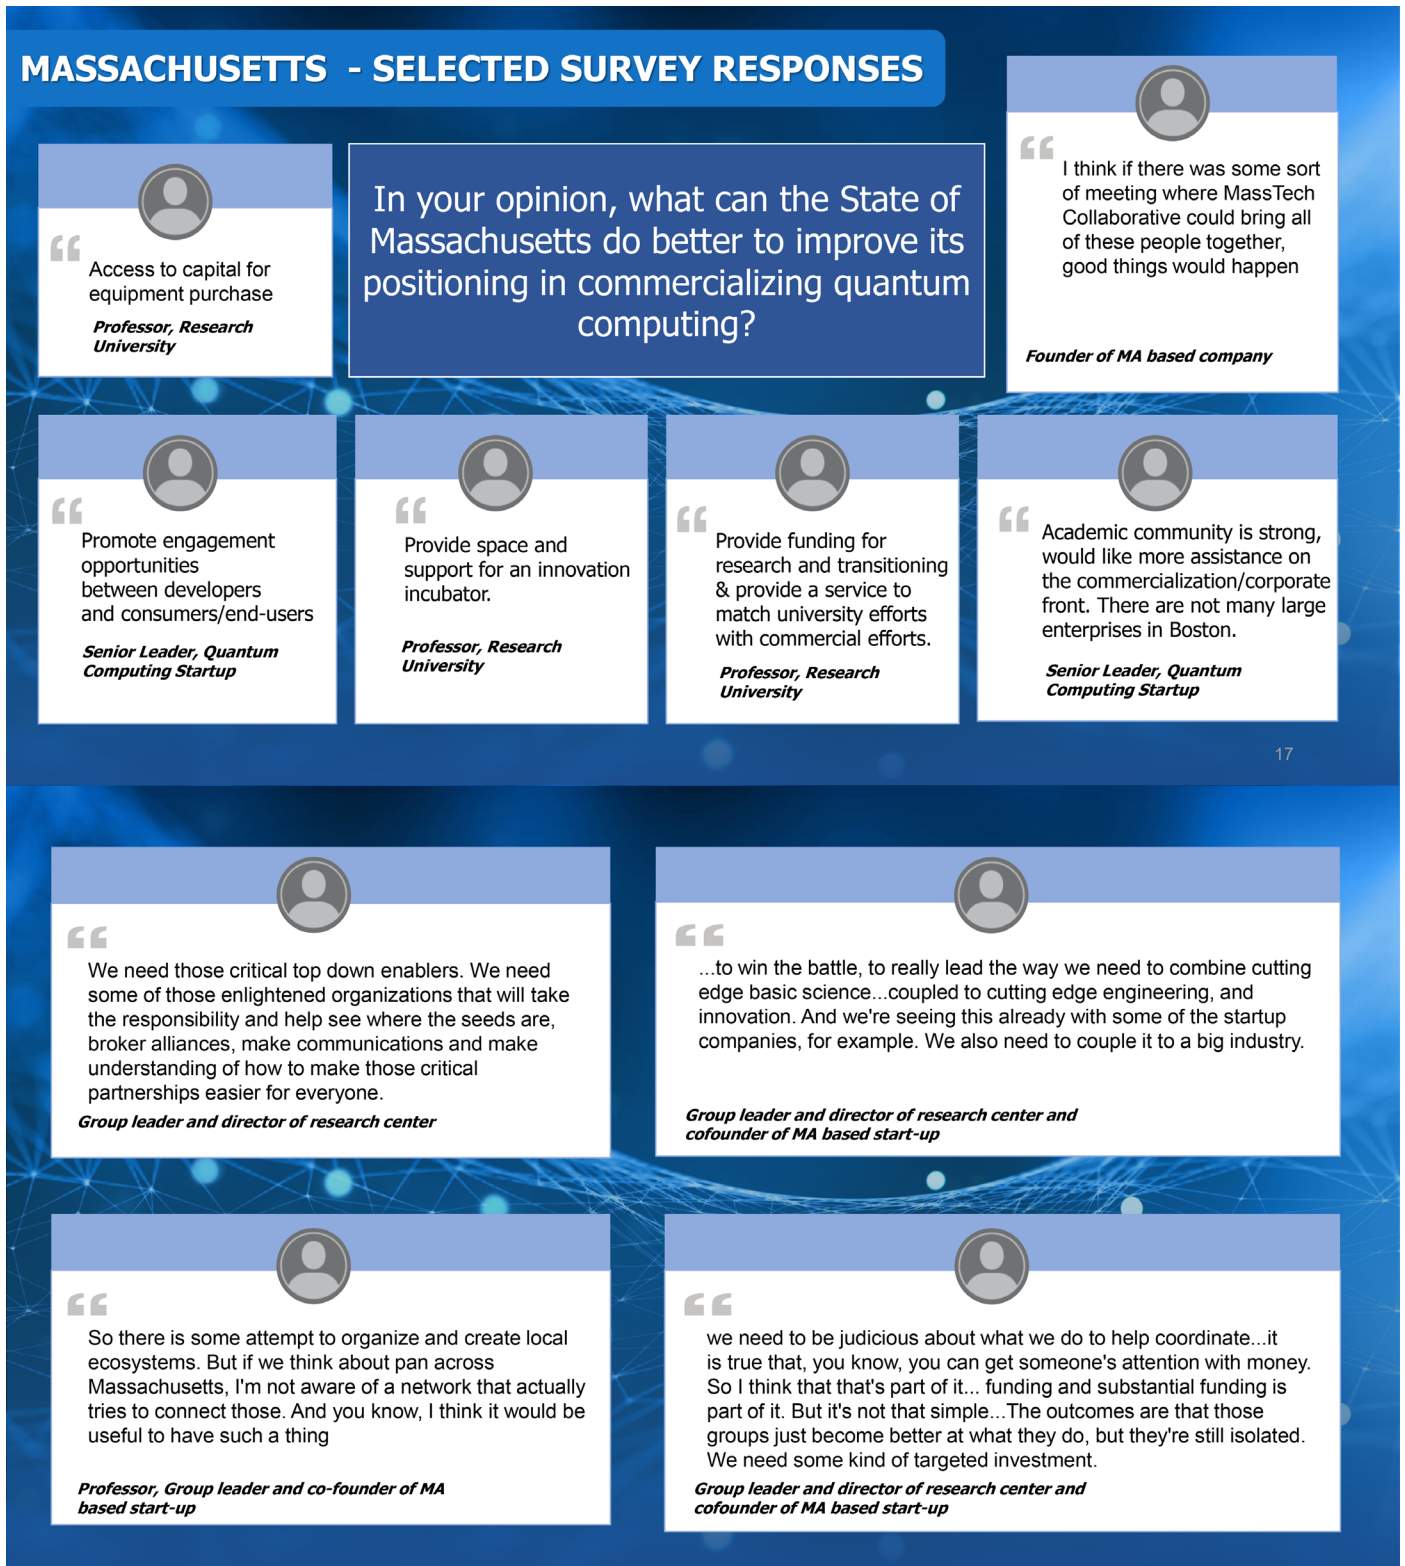 MASSACHUSETTS - SELECTED SURVEY RESPONSES
Access to capital for
equipment purchase
Professor, Research
University
In your opinion, what can the State of
Massachusetts do better to improve its
positioning in commercializing quantum
computing?
I think if there was some sort
of meeting where MassTech
Collaborative could bring all
of these people together,
good things would happen
Founder of MA based company
Promote engagement
opportunities
between developers
and consumers/end-users
Senior Leader, Quantum
Computing Startup
Provide space and
support for an innovation
incubator.
Professor, Research
University
Provide funding for
research and transitioning
& provide a service to
match university efforts
with commercial efforts.
Professor, Research
University
Academic community is strong,
would like more assistance on
the commercialization/corporate
front. There are not many large
enterprises in Boston.
Senior Leader, Quantum
Computing Startup
17
We need those critical top down enablers. We need
some of those enlightened organizations that will take
the responsibility and help see where the seeds are,
broker alliances, make communications and make
understanding of how to make those critical
partnerships easier for everyone.
Group leader and director of research center
...to win the battle, to really lead the way we need to combine cutting
edge basic science...coupled to cutting edge engineering, and
innovation. And we're seeing this already with some of the startup
companies, for example. We also need to couple it to a big industry.
Group leader and director of research center and
cofounder of MA based start-up
So there is some attempt to organize and create local
ecosystems. But if we think about pan across
Massachusetts, I'm not aware of a network that actually
tries to connect those. And you know, I think it would be
useful to have such a thing
Professor, Group leader and co-founder of MA
based start-up
we need to be judicious about what we do to help coordinate...it
is true that, you know, you can get someone's attention with money.
So I think that that's part of it... funding and substantial funding is
part of it. But it's not that simple...The outcomes are that those
groups just become better at what they do, but they're still isolated.
We need some kind of targeted investment.
Group leader and director of research center and
cofounder of MA based start-up